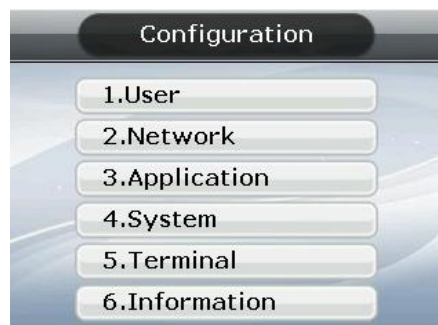 Configuration
1.User
2.Network
3.Application
4.System
5.Terminal
6.Information